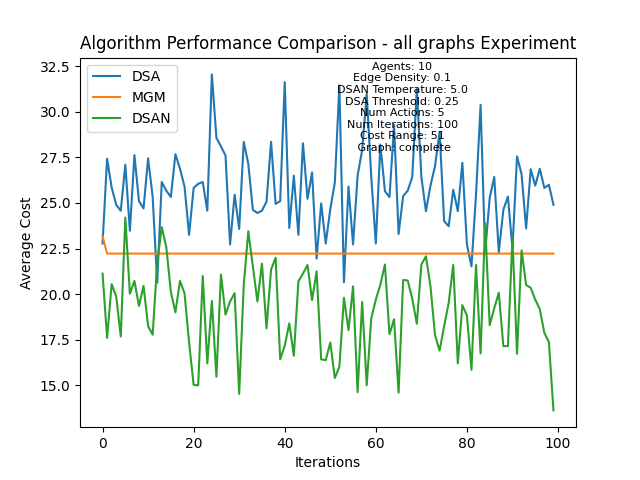 Algorithm Performance Comparison - all graphs Experiment
DSA
MGM
DSAN
Agents: 10
Edge Density: 0.1
DSAN Temperature: 5.0
DSA Threshold: 0.25
Num Actions: 5
Num Iterations: 100
Cost Range: 51
Graph: complete
Average Cost
32.5
30.0
27.5
25.0
22.5
20.0
17.5
15.0
0
20
40
60
80
100
Iterations